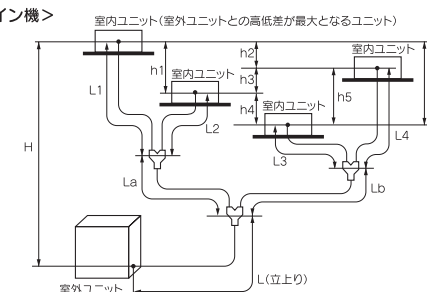 イン機＞
室内ユニット（室外ユニットとの高低差が最大となるユニット）
室内ユニット
h2
h1
h3
室内ユニット
L1
h5
h4
室内ユニット
L2
L4
H
L3
La
Lb
L（立上り）
室外ユニット